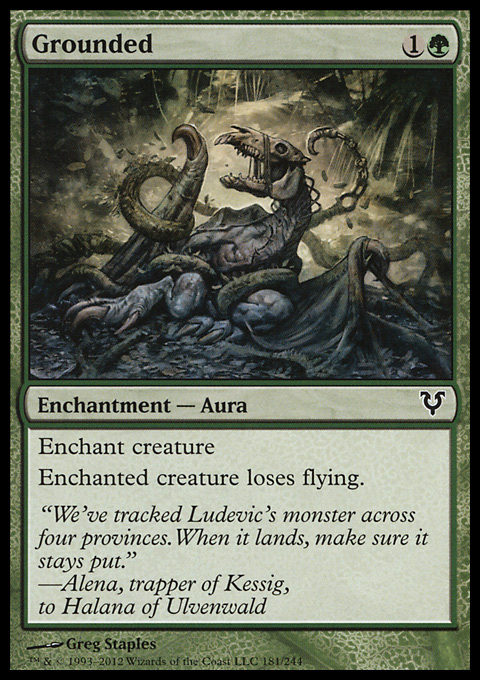 Grounded
1
Enchantment — Aura
Enchant creature
Enchanted creature loses flying.
“We’ve tracked Ludevic’s monster across
four provinces. When it lands, make sure it
stays put.”
—Alena, trapper of Kessig,
to Halana of Ulvenwald
Greg Staples
™ & © 1993–2012 Wizards of the Coast LLC 181/244